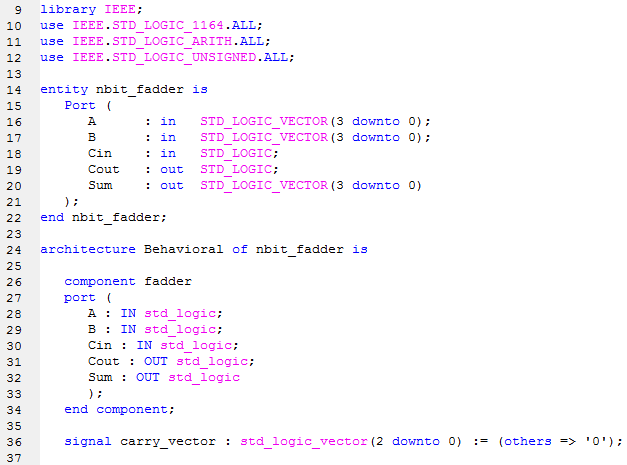 9 library IEEE;
10 use IEEE.STD_LOGIC_1164.ALL;
11 use IEEE.STD_LOGIC_ARITH.ALL;
12 use IEEE.STD_LOGIC_UNSIGNED.ALL;
13
14 entity nbit_fadder is
15    Port (
16       A      : in   STD_LOGIC_VECTOR(3 downto 0);
17       B      : in   STD_LOGIC_VECTOR(3 downto 0);
18       Cin    : in   STD_LOGIC;
19       Cout   : out  STD_LOGIC;
20       Sum    : out  STD_LOGIC_VECTOR(3 downto 0)
21    );
22 end nbit_fadder;
23
24 architecture Behavioral of nbit_fadder is
25
26    component fadder
27    port (
28       A : IN std_logic;
29       B : IN std_logic;
30       Cin : IN std_logic;
31       Cout : OUT std_logic;
32       Sum : OUT std_logic
33       );
34    end component;
35
36    signal carry_vector : std_logic_vector(2 downto 0) := (others => '0');
37